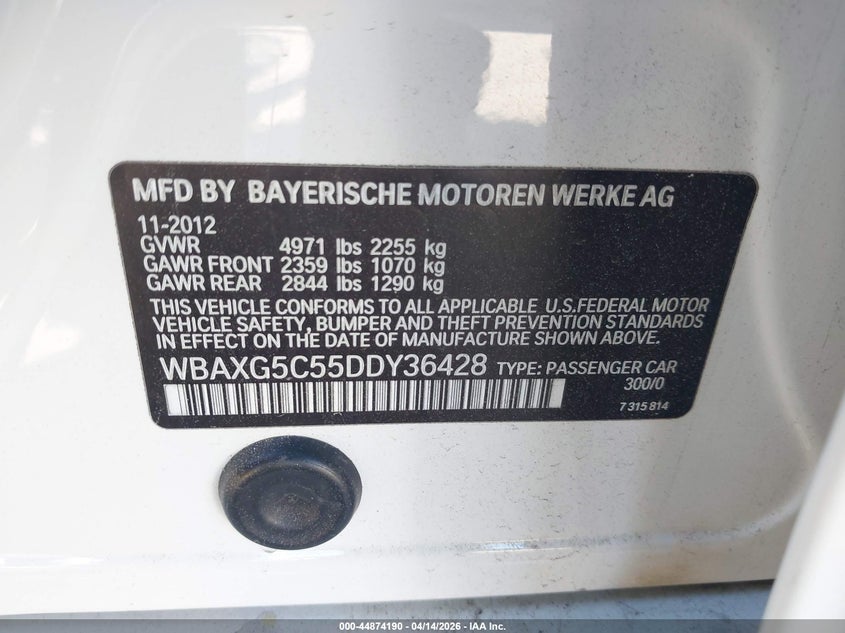 MFD BY BAYERISCHE MOTOREN WERKE AG
11-2012
GVWR 4971 lbs 2255 kg
GAWR FRONT 2359 lbs 1070 kg
GAWR REAR 2844 lbs 1290 kg
THIS VEHICLE CONFORMS TO ALL APPLICABLE U.S.FEDERAL MOTOR
VEHICLE SAFETY, BUMPER AND THEFT PREVENTION STANDARDS
IN EFFECT ON THE DATE OF MANUFACTURE SHOWN ABOVE.
WBAXG5C55DDY36428 TYPE: PASSENGER CAR
300/0
7 315 814
000-44874190 - 04/14/2026 - IAA Inc.